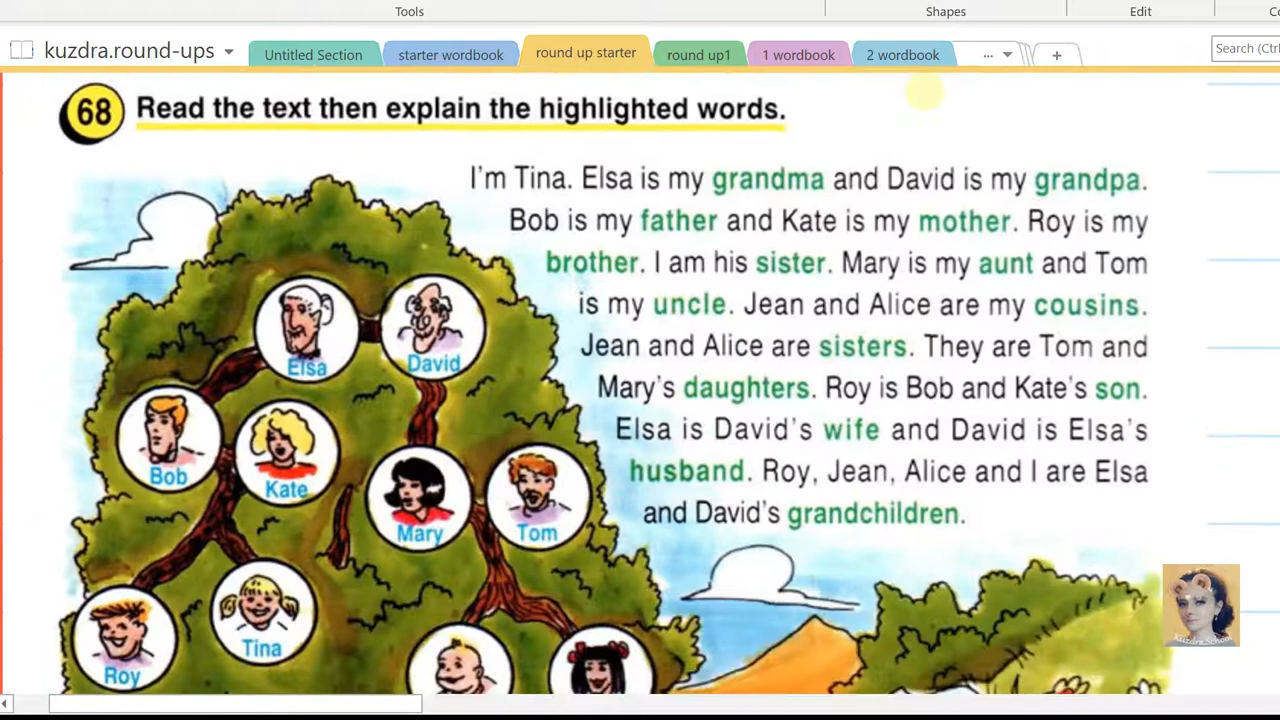 Tools Shapes Edit
kuzdra.round-ups Untitled Section starter wordbook round up starter round up1 1 wordbook 2 wordbook ... + Search (Ctrl
68 Read the text then explain the highlighted words.
I'm Tina. Elsa is my grandma and David is my grandpa.
Bob is my father and Kate is my mother. Roy is my
brother. I am his sister. Mary is my aunt and Tom
is my uncle. Jean and Alice are my cousins.
Jean and Alice are sisters. They are Tom and
Mary's daughters. Roy is Bob and Kate's son.
Elsa is David's wife and David is Elsa's
husband. Roy, Jean, Alice and I are Elsa
and David's grandchildren.
Elsa
David
Bob
Kate
Mary
Tom
Tina
Roy
Kuzdra School